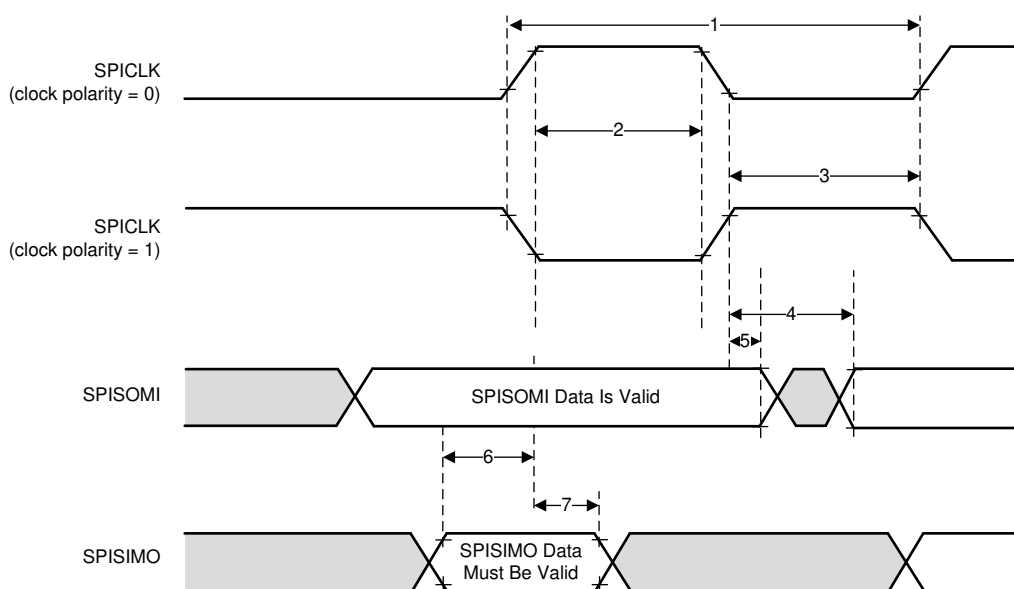 1
SPICLK
(clock polarity = 0)
2
3
SPICLK
(clock polarity = 1)
4
5
SPISOMI
SPISOMI Data Is Valid
6
7
SPISIMO
SPISIMO Data
Must Be Valid